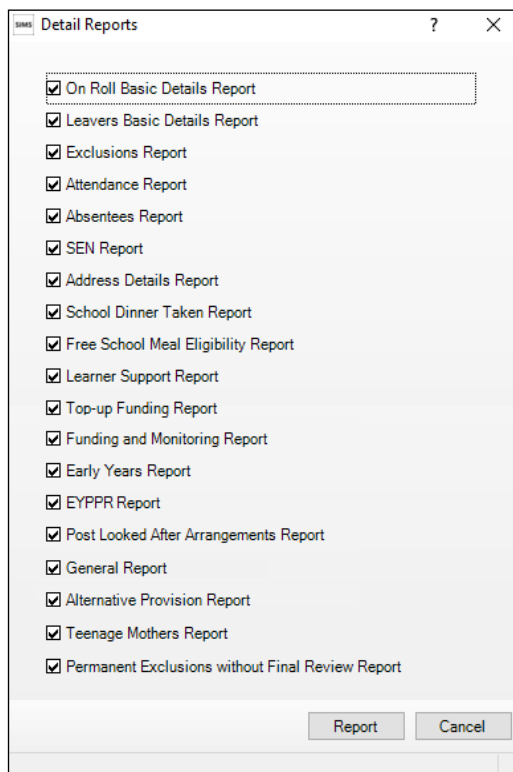 SIMS Detail Reports ?
On Roll Basic Details Report
Leavers Basic Details Report
Exclusions Report
Attendance Report
Absentees Report
SEN Report
Address Details Report
School Dinner Taken Report
Free School Meal Eligibility Report
Learner Support Report
Top-up Funding Report
Funding and Monitoring Report
Early Years Report
EYPPR Report
Post Looked After Arrangements Report
General Report
Alternative Provision Report
Teenage Mothers Report
Permanent Exclusions without Final Review Report
Report Cancel